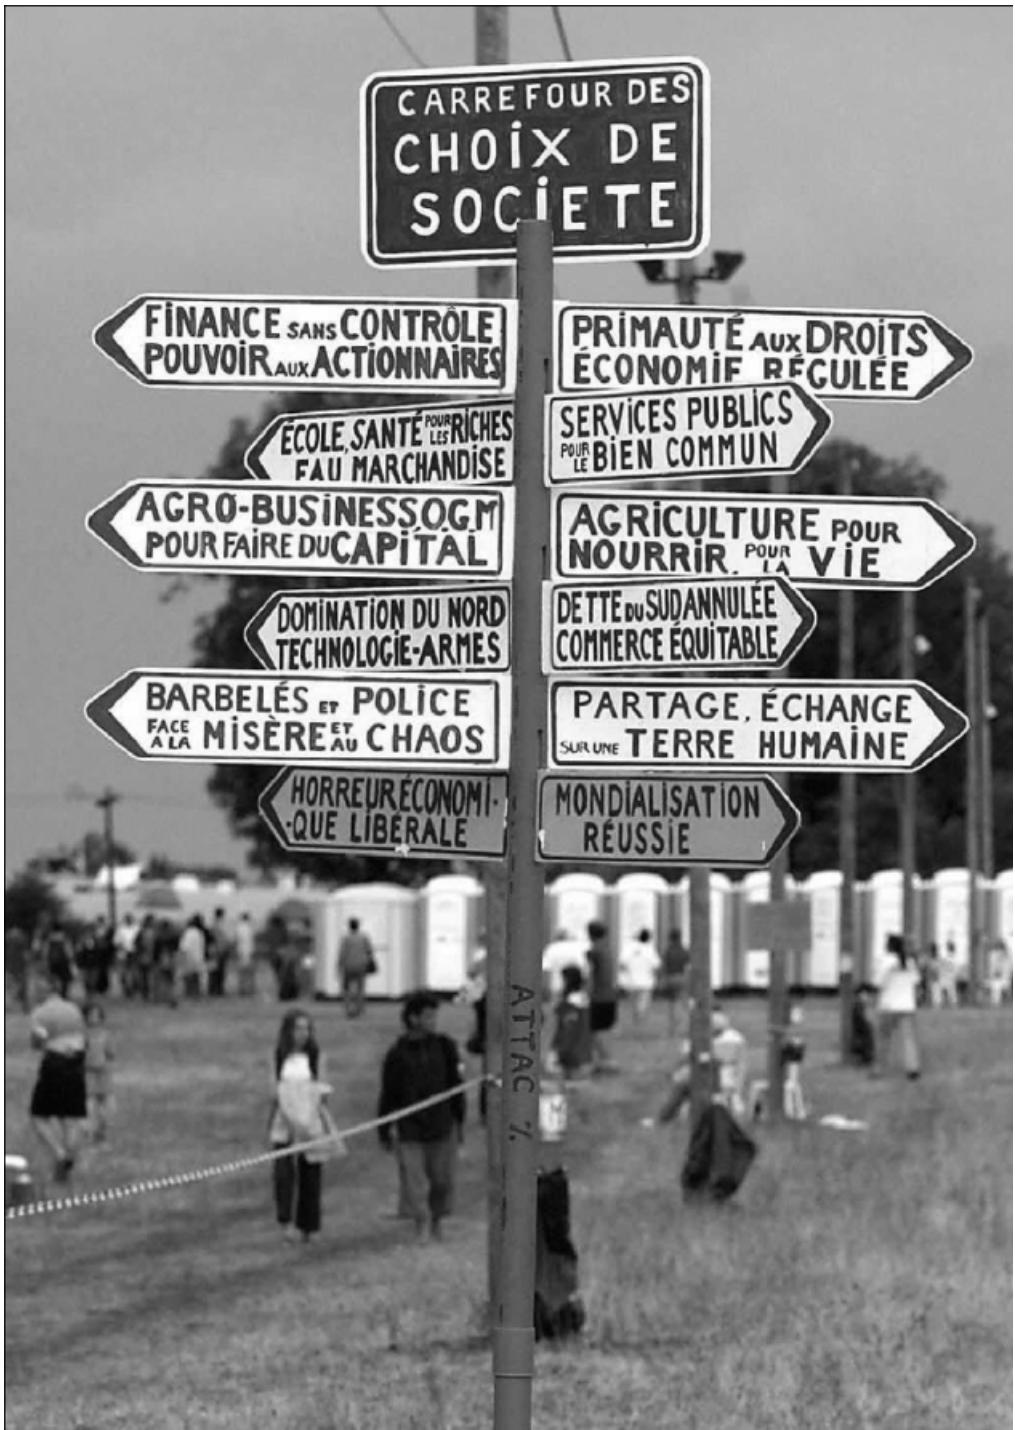 CARREFOUR DES
CHOIX DE
SOCIETE
FINANCE SANS CONTRÔLE
POUVOIR AUX ACTIONNAIRES
PRIMAUTÉ AUX DROITS
ÉCONOMIE RÉGULÉE
ÉCOLE, SANTÉ POUR LES RICHES
EAU MARCHANDISE
SERVICES PUBLICS
POUR LE BIEN COMMUN
AGRO-BUSINESS O.G.M
POUR FAIRE DU CAPITAL
AGRICULTURE POUR
NOURRIR, POUR LA VIE
DOMINATION DU NORD
TECHNOLOGIE-ARMES
DETTE DU SUD ANNULÉE
COMMERCE ÉQUITABLE
BARBELÉS ET POLICE
FACE A LA MISÈRE ET AU CHAOS
PARTAGE, ÉCHANGE
SUR UNE TERRE HUMAINE
HORREUR ÉCONOMI-
-QUE LIBÉRALE
MONDIALISATION
RÉUSSIE
ATTAC %